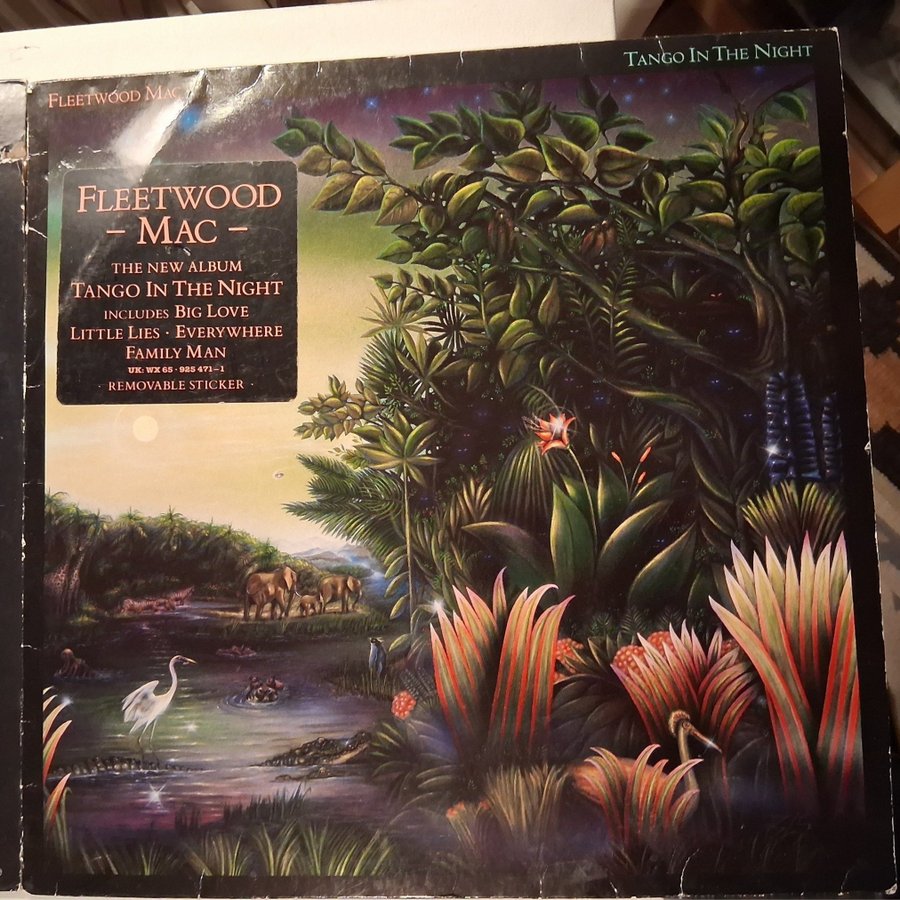 FLEETWOOD MAC
TANGO IN THE NIGHT
FLEETWOOD
– MAC –
THE NEW ALBUM
TANGO IN THE NIGHT
INCLUDES BIG LOVE
LITTLE LIES · EVERYWHERE
FAMILY MAN
UK: WX 65 · 925 471–1
· REMOVABLE STICKER ·